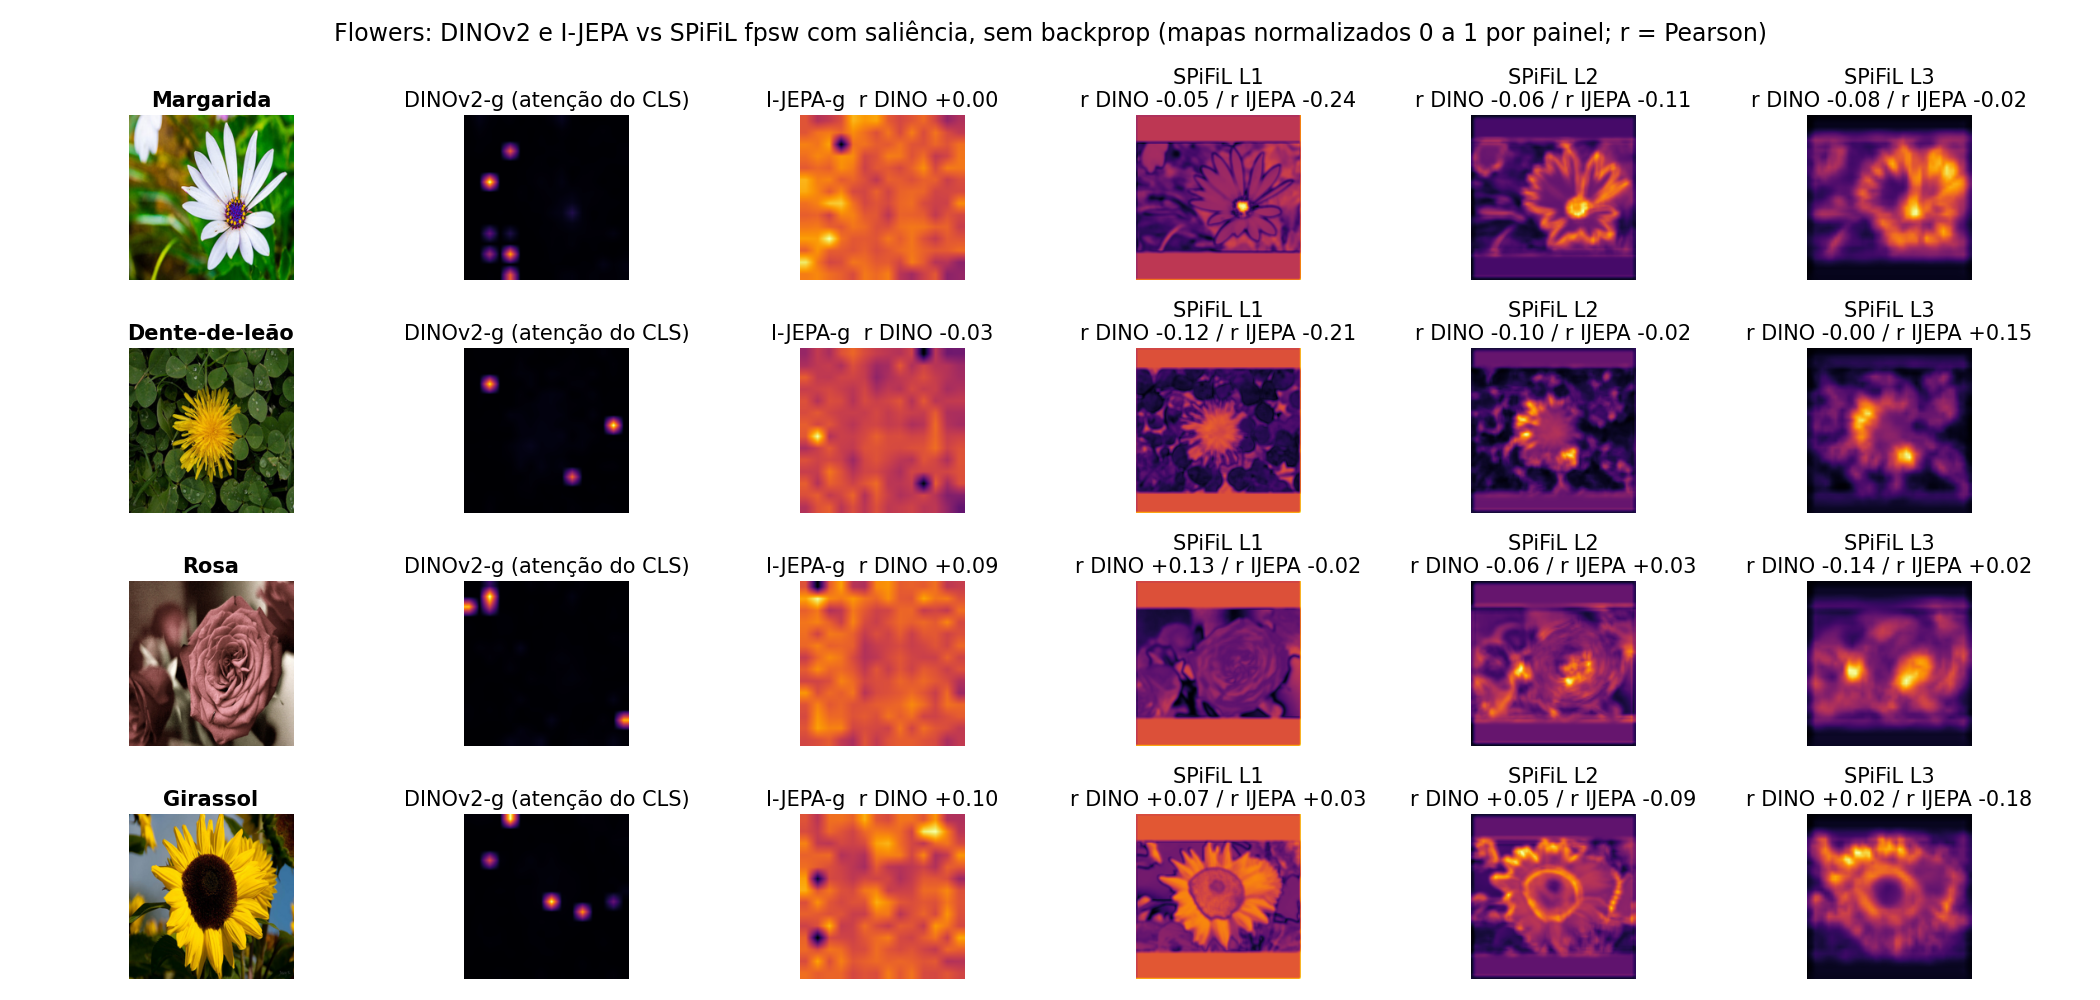 Flowers: DINOv2 e I-JEPA vs SPiFiL fpsw com saliência, sem backprop (mapas normalizados 0 a 1 por painel; r = Pearson)
Margarida
DINOv2-g (atenção do CLS)
I-JEPA-g  r DINO +0.00
SPiFiL L1
r DINO -0.05 / r IJEPA -0.24
SPiFiL L2
r DINO -0.06 / r IJEPA -0.11
SPiFiL L3
r DINO -0.08 / r IJEPA -0.02
Dente-de-leão
DINOv2-g (atenção do CLS)
I-JEPA-g  r DINO -0.03
SPiFiL L1
r DINO -0.12 / r IJEPA -0.21
SPiFiL L2
r DINO -0.10 / r IJEPA -0.02
SPiFiL L3
r DINO -0.00 / r IJEPA +0.15
Rosa
DINOv2-g (atenção do CLS)
I-JEPA-g  r DINO +0.09
SPiFiL L1
r DINO +0.13 / r IJEPA -0.02
SPiFiL L2
r DINO -0.06 / r IJEPA +0.03
SPiFiL L3
r DINO -0.14 / r IJEPA +0.02
Girassol
DINOv2-g (atenção do CLS)
I-JEPA-g  r DINO +0.10
SPiFiL L1
r DINO +0.07 / r IJEPA +0.03
SPiFiL L2
r DINO +0.05 / r IJEPA -0.09
SPiFiL L3
r DINO +0.02 / r IJEPA -0.18